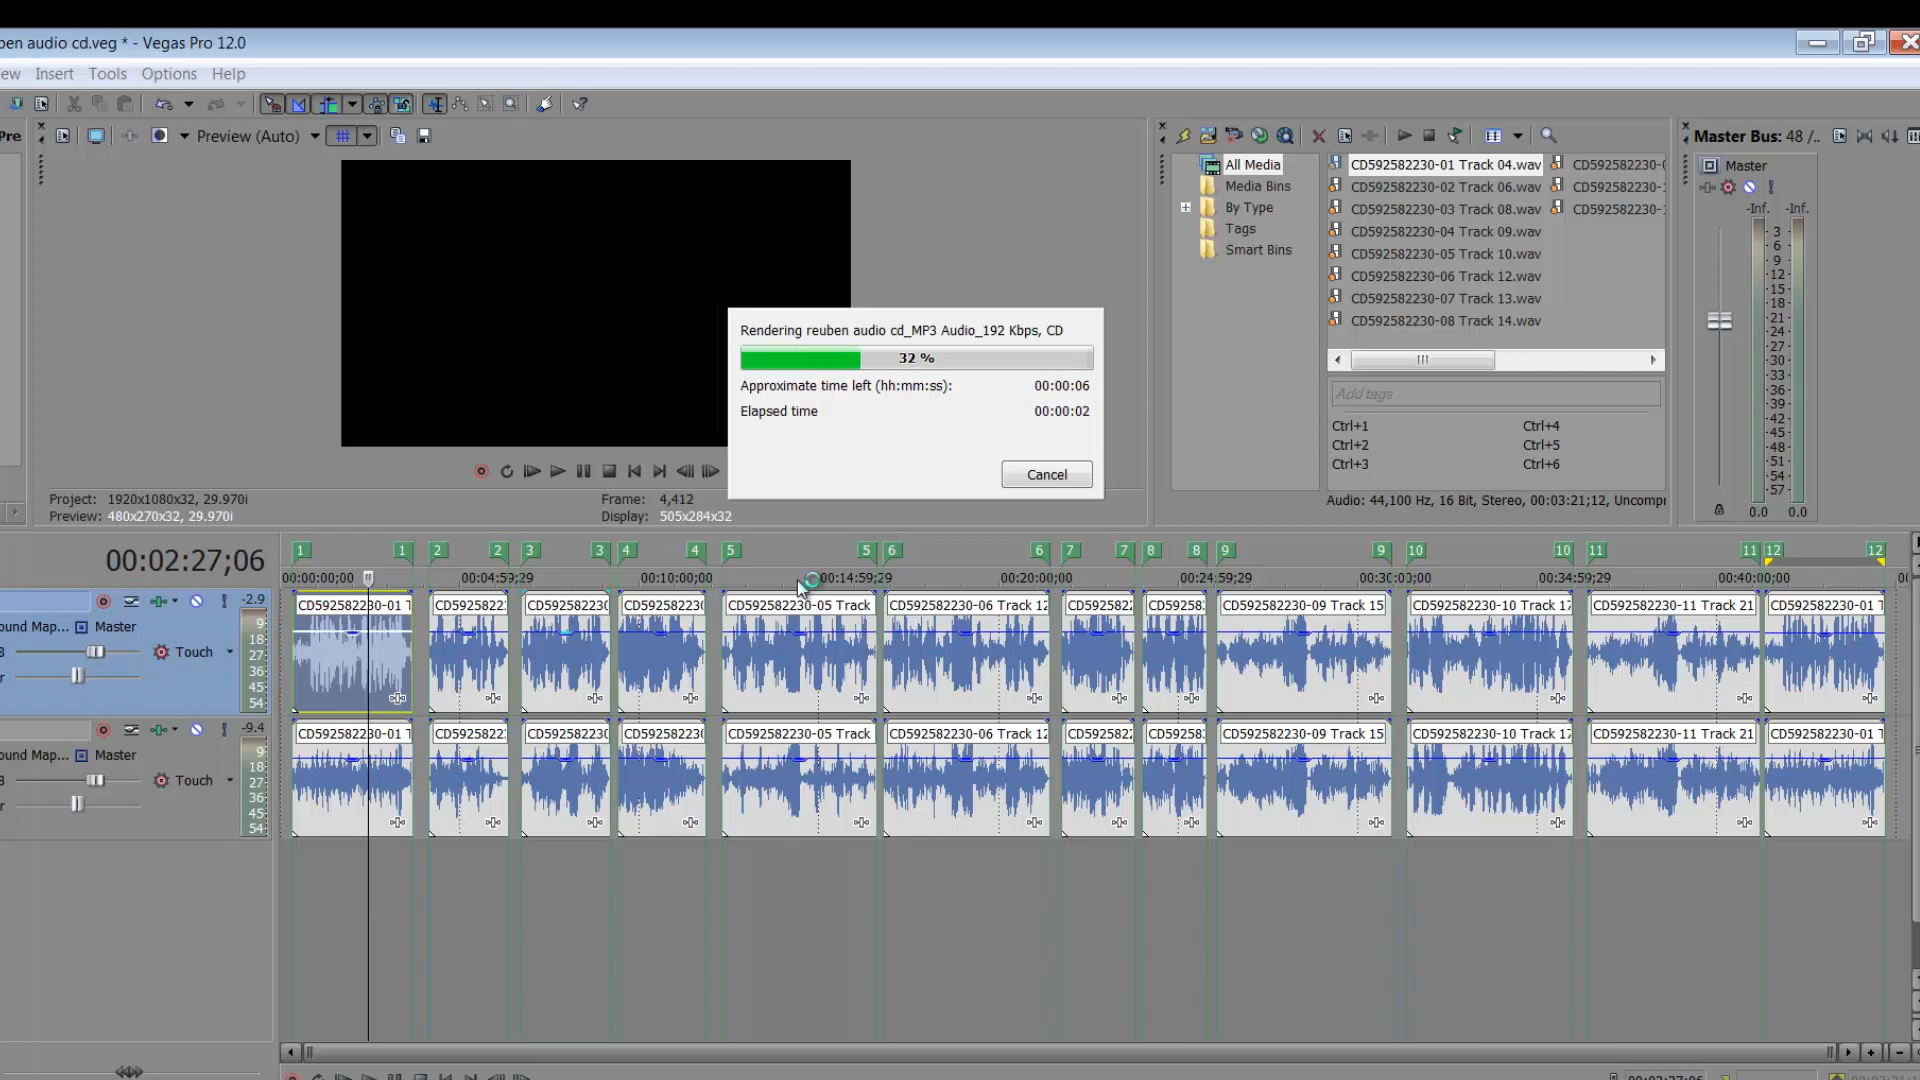 pen audio cd.veg * - Vegas Pro 12.0
ew Insert Tools Options Help
Pre
Preview (Auto)
Master Bus: 48 /..
All Media
Media Bins
By Type
Tags
Smart Bins
CD592582230-01 Track 04.wav
CD592582230-02 Track 06.wav
CD592582230-03 Track 08.wav
CD592582230-04 Track 09.wav
CD592582230-05 Track 10.wav
CD592582230-06 Track 12.wav
CD592582230-07 Track 13.wav
CD592582230-08 Track 14.wav
CD592582230-
CD592582230-
CD592582230-
Master
-Inf. -Inf.
3
6
9
12
15
18
21
24
27
30
33
36
39
42
45
48
51
54
57
0.0 0.0
Rendering reuben audio cd_MP3 Audio_192 Kbps, CD
32 %
Approximate time left (hh:mm:ss): 00:00:06
Elapsed time 00:00:02
Cancel
Add tags
Ctrl+1 Ctrl+4
Ctrl+2 Ctrl+5
Ctrl+3 Ctrl+6
Audio: 44,100 Hz, 16 Bit, Stereo, 00:03:21;12, Uncompr
Project: 1920x1080x32, 29.970i
Preview: 480x270x32, 29.970i
Frame: 4,412
Display: 505x284x32
00:02:27;06
1 1 2 2 3 3 4 4 5 5 6 6 7 7 8 8 9 9 10 10 11 11 12 12
00:00:00;00 00:04:59;29 00:10:00;00 00:14:59;29 00:20:00;00 00:24:59;29 00:30:00;00 00:34:59;29 00:40:00;00
-2.9
ound Map... Master
Touch
9
18
27
36
45
54
CD592582230-01 T CD592582 CD592582230 CD59258223 CD592582230-05 Track CD592582230-06 Track 12 CD592582 CD59258 CD592582230-09 Track 15 CD592582230-10 Track 17 CD592582230-11 Track 21 CD592582230-01 T
-9.4
ound Map... Master
Touch
9
18
27
36
45
54
CD592582230-01 T CD592582 CD592582230 CD59258223 CD592582230-05 Track CD592582230-06 Track 12 CD592582 CD59258 CD592582230-09 Track 15 CD592582230-10 Track 17 CD592582230-11 Track 21 CD592582230-01 T